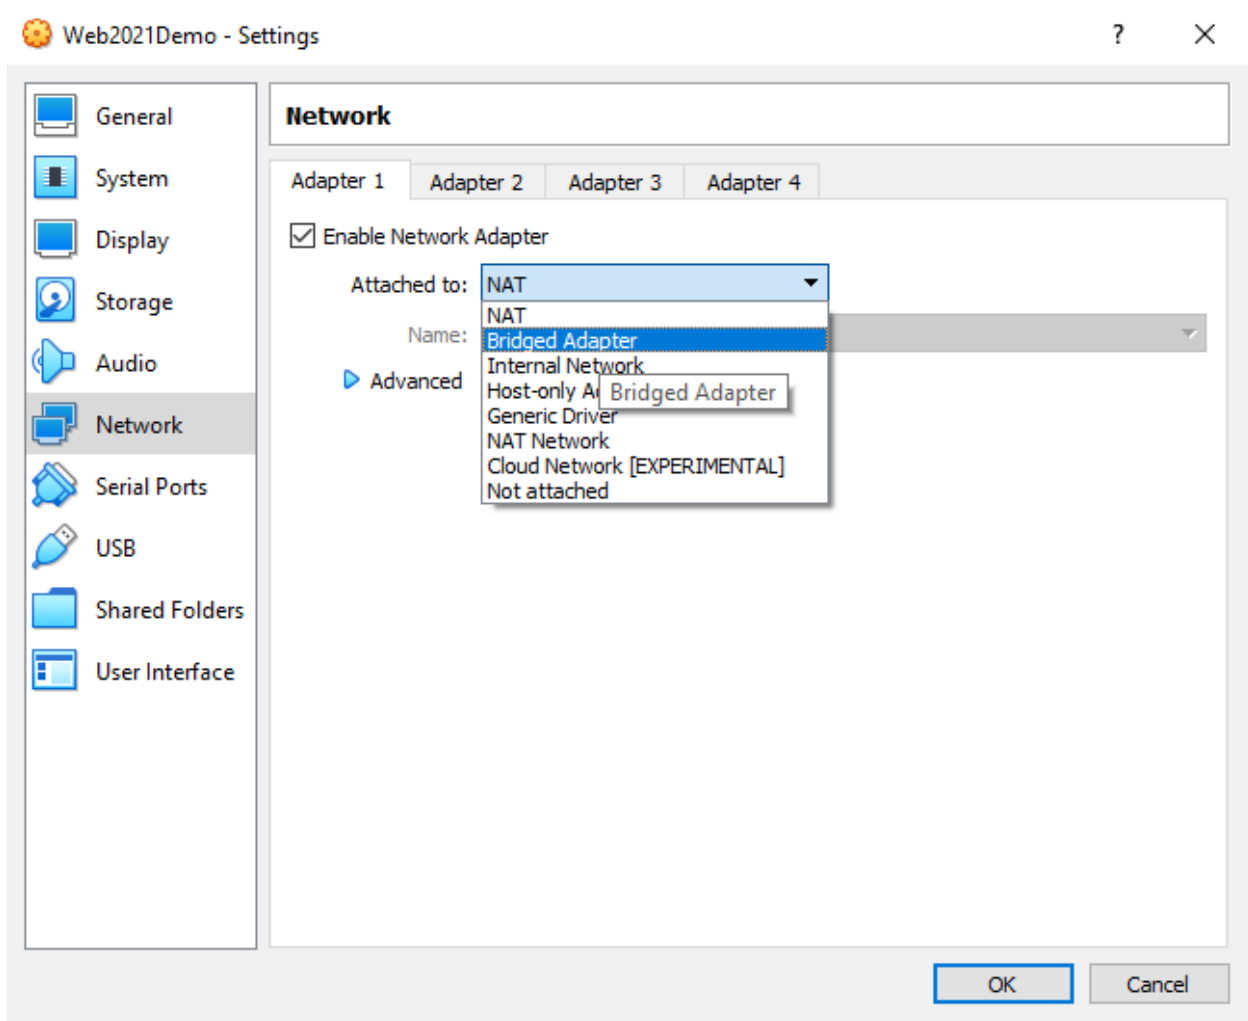 Web2021Demo - Settings
?
General
System
Display
Storage
Audio
Network
Serial Ports
USB
Shared Folders
User Interface
Network
Adapter 1 Adapter 2 Adapter 3 Adapter 4
Enable Network Adapter
Attached to: NAT
Name:
Advanced
NAT
Bridged Adapter
Internal Network
Host-only
Bridged Adapter
Generic Driver
NAT Network
Cloud Network [EXPERIMENTAL]
Not attached
OK Cancel